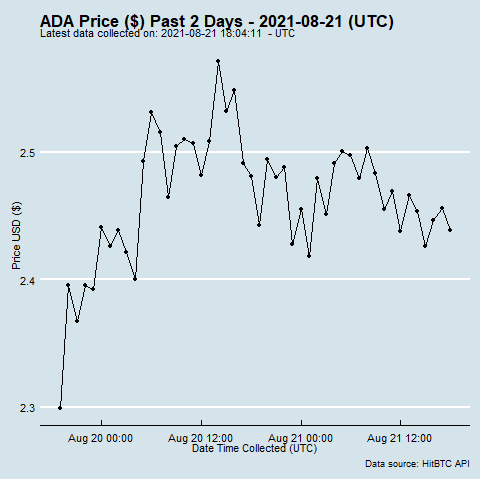 ADA Price ($) Past 2 Days - 2021-08-21 (UTC)
Latest data collected on: 2021-08-21 18:04:11  - UTC
Price USD ($)
2.5
2.4
2.3
Aug 20 00:00 Aug 20 12:00 Aug 21 00:00 Aug 21 12:00
Date Time Collected (UTC)
Data source: HitBTC API